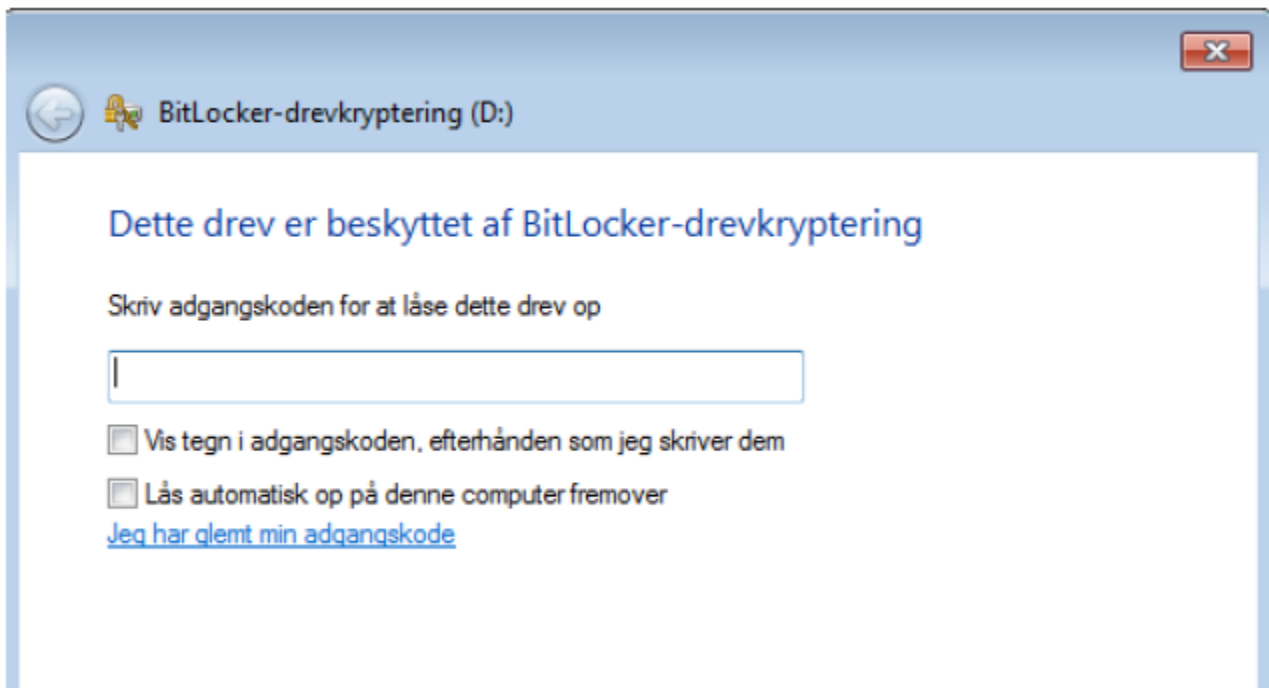 BitLocker-drevkryptering (D:)
Dette drev er beskyttet af BitLocker-drevkryptering
Skriv adgangskoden for at låse dette drev op
Vis tegn i adgangskoden, efterhånden som jeg skriver dem
Lås automatisk op på denne computer fremover
Jeg har glemt min adgangskode